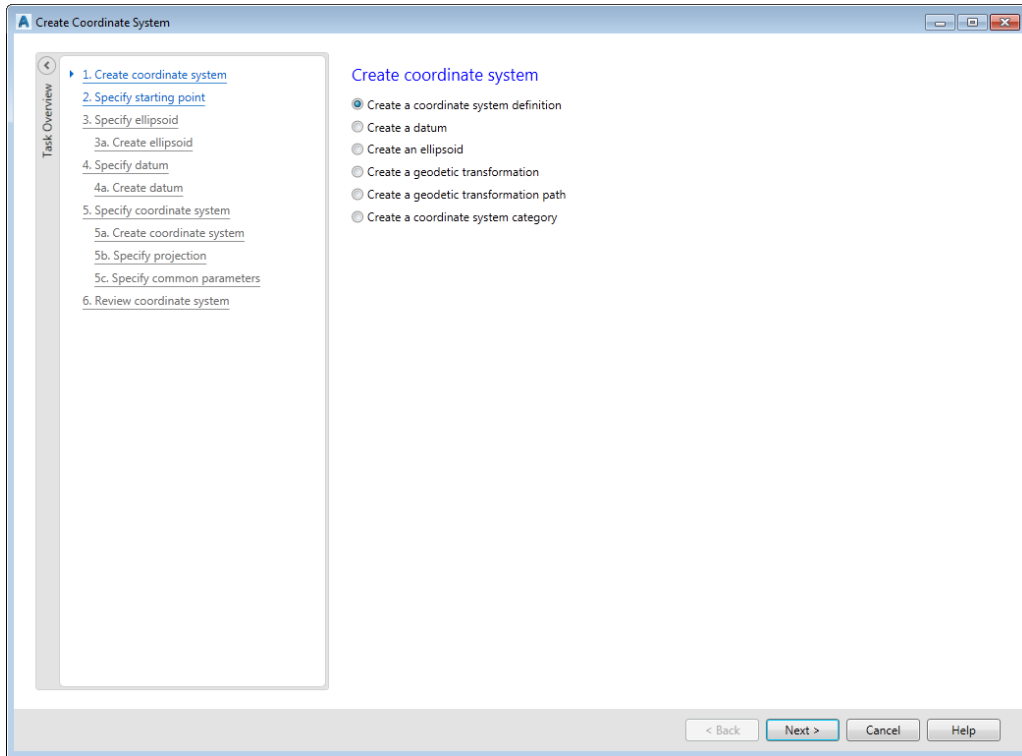 Create Coordinate System
Task Overview
1. Create coordinate system
2. Specify starting point
3. Specify ellipsoid
3a. Create ellipsoid
4. Specify datum
4a. Create datum
5. Specify coordinate system
5a. Create coordinate system
5b. Specify projection
5c. Specify common parameters
6. Review coordinate system
Create coordinate system
Create a coordinate system definition
Create a datum
Create an ellipsoid
Create a geodetic transformation
Create a geodetic transformation path
Create a coordinate system category
< Back Next > Cancel Help